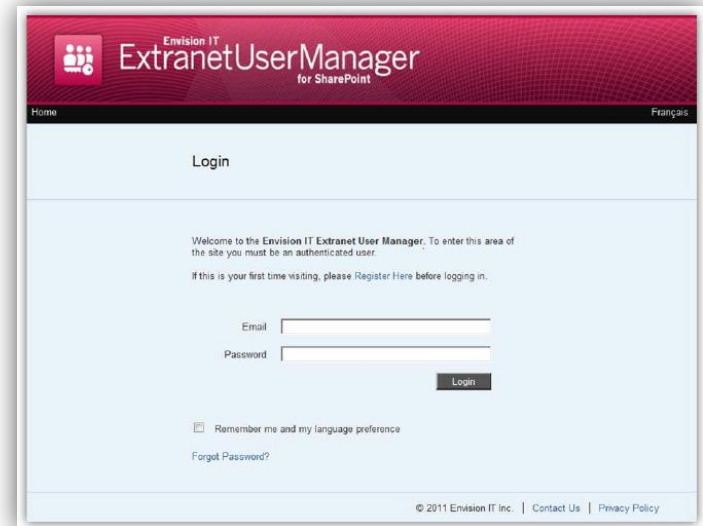 Envision IT
ExtranetUserManager
for SharePoint
Home
Français
Login
Welcome to the Envision IT Extranet User Manager. To enter this area of
the site you must be an authenticated user.
If this is your first time visiting, please Register Here before logging in.
Email
Password
Login
Remember me and my language preference
Forgot Password?
© 2011 Envision IT Inc. | Contact Us | Privacy Policy